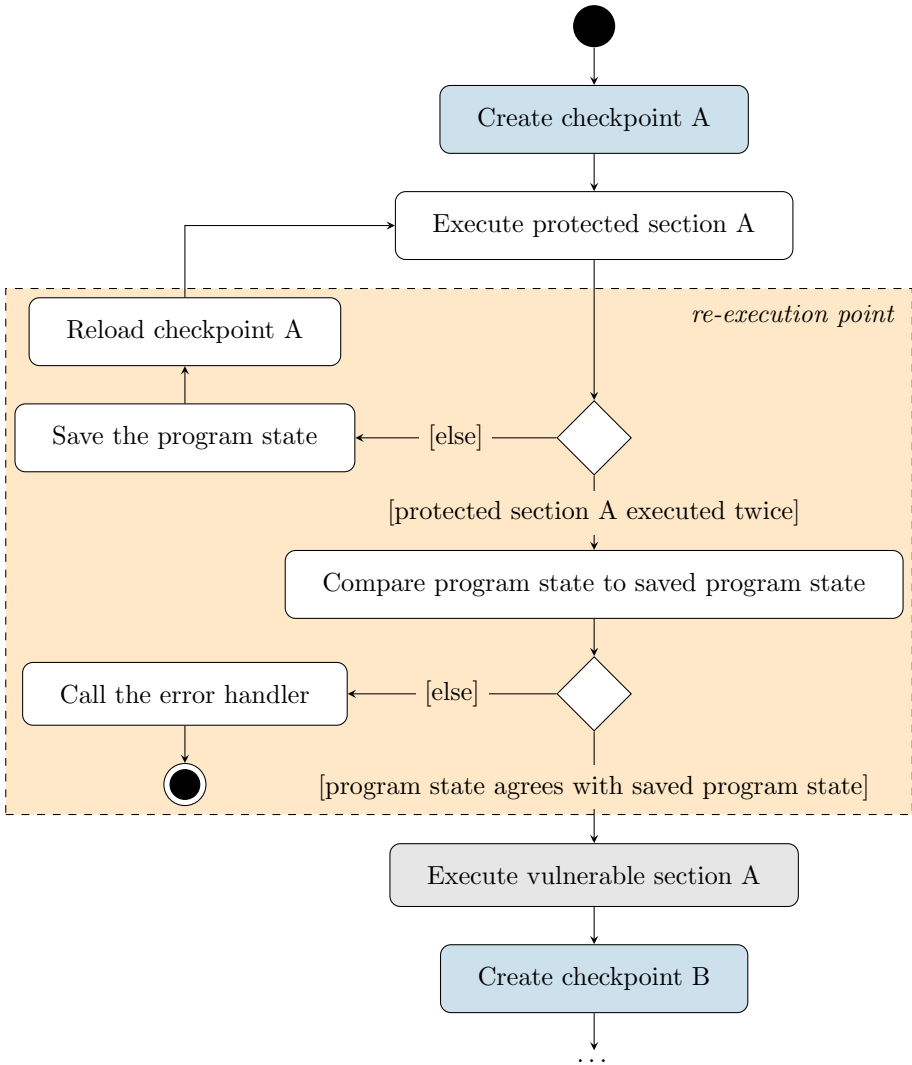 Create checkpoint A
Execute protected section A
re-execution point
Reload checkpoint A
Save the program state
[else]
[protected section A executed twice]
Compare program state to saved program state
Call the error handler
[else]
[program state agrees with saved program state]
Execute vulnerable section A
Create checkpoint B
...